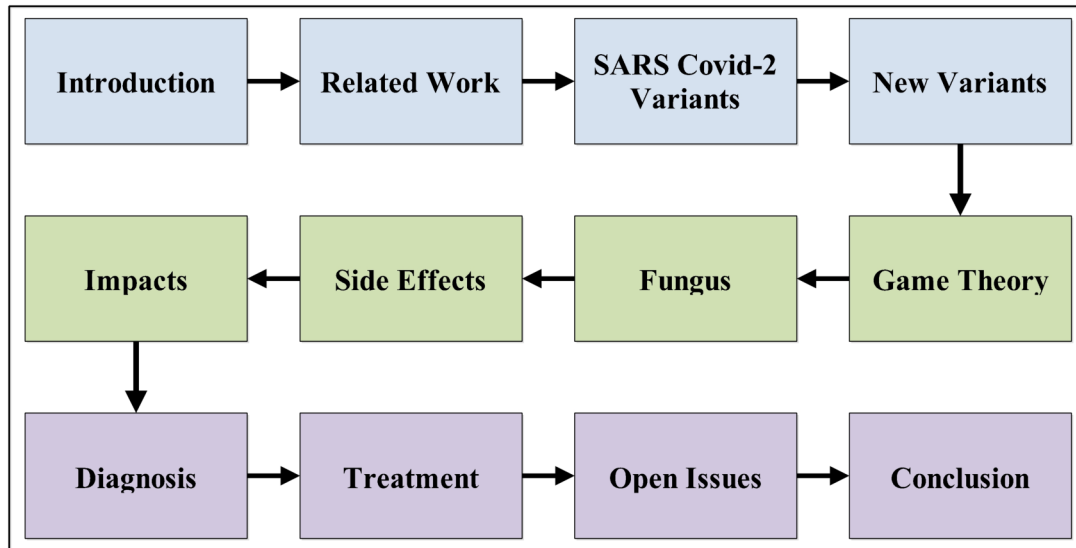 Introduction
Related Work
SARS Covid-2
Variants
New Variants
Impacts
Side Effects
Fungus
Game Theory
Diagnosis
Treatment
Open Issues
Conclusion